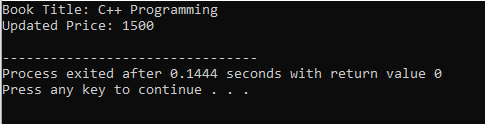 Book Title: C++ Programming
Updated Price: 1500
--------------------------------
Process exited after 0.1444 seconds with return value 0
Press any key to continue . . .